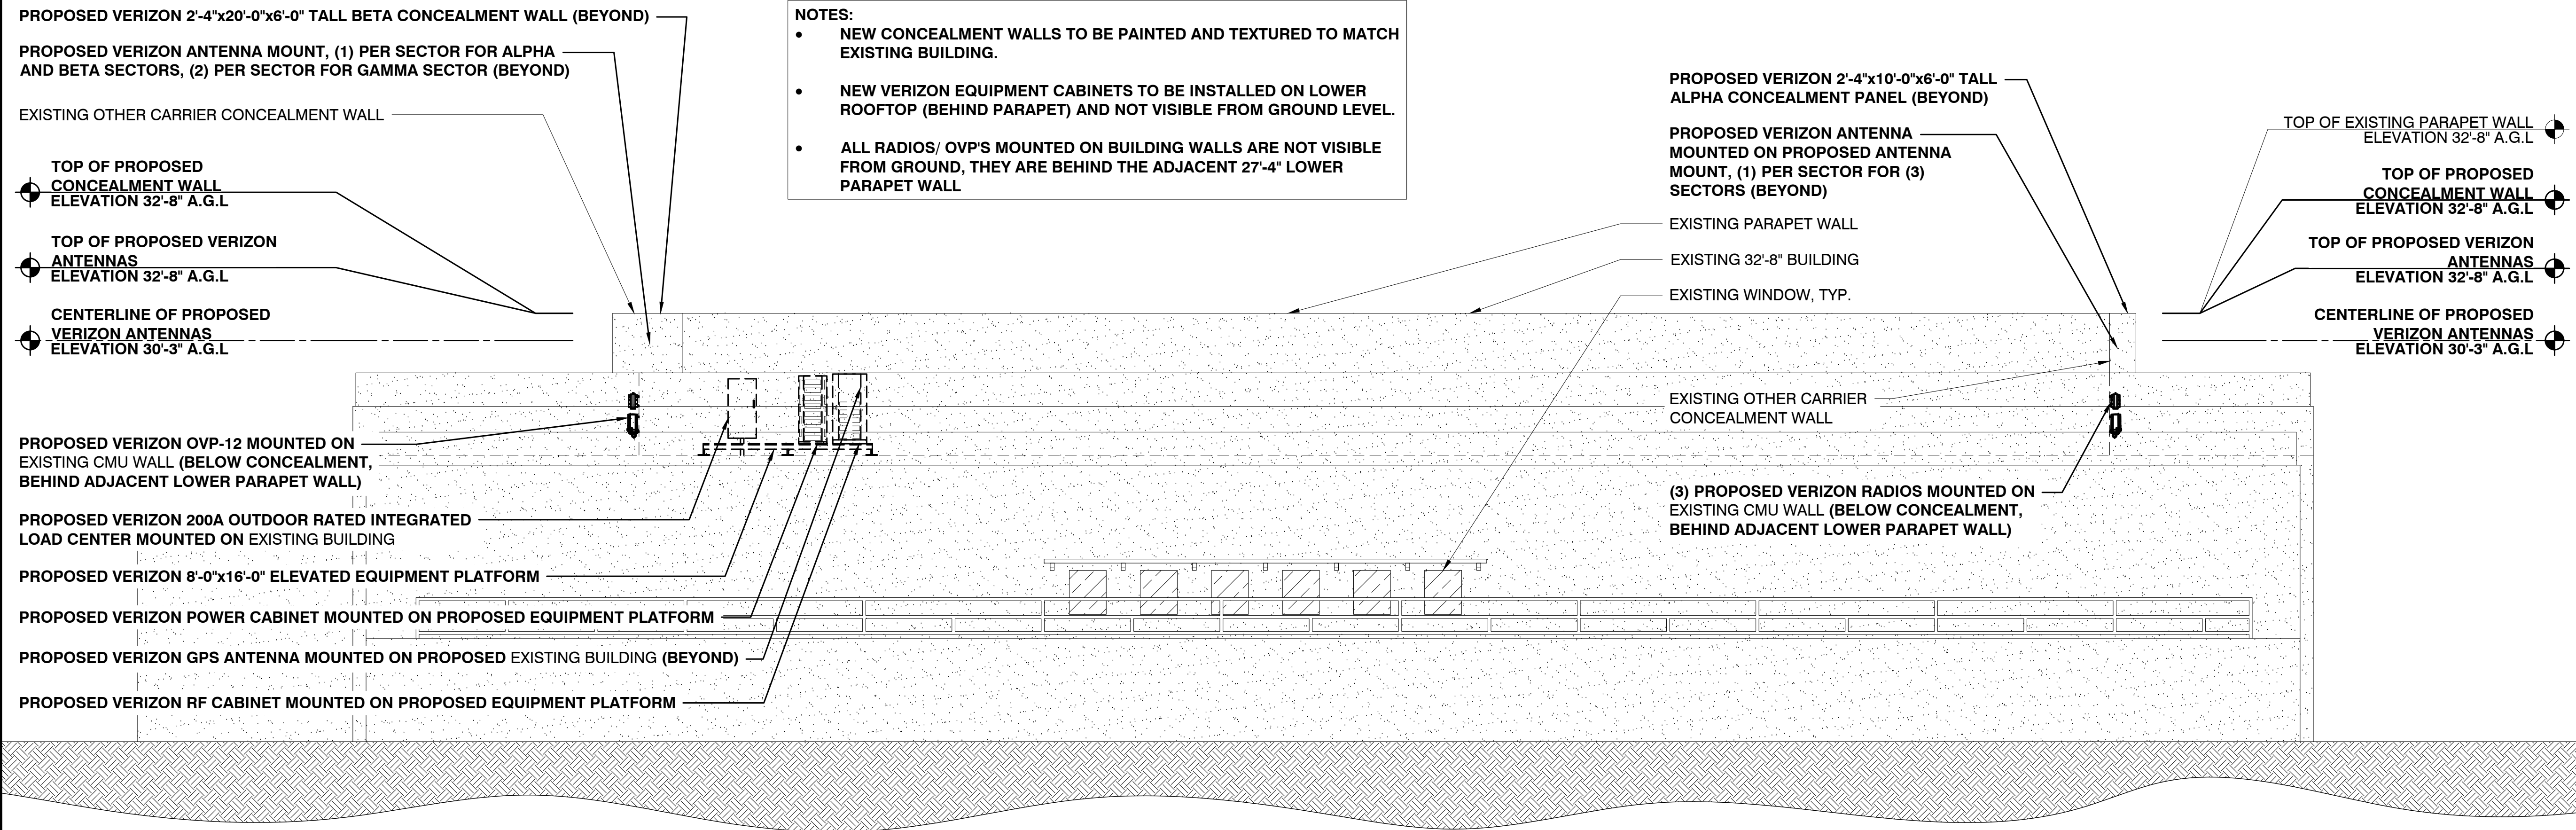 PROPOSED VERIZON 2'-4"x20'-0"x6'-0" TALL BETA CONCEALMENT WALL (BEYOND)
PROPOSED VERIZON ANTENNA MOUNT, (1) PER SECTOR FOR ALPHA
AND BETA SECTORS, (2) PER SECTOR FOR GAMMA SECTOR (BEYOND)
EXISTING OTHER CARRIER CONCEALMENT WALL
TOP OF PROPOSED
CONCEALMENT WALL
ELEVATION 32'-8" A.G.L
TOP OF PROPOSED VERIZON
ANTENNAS
ELEVATION 32'-8" A.G.L
CENTERLINE OF PROPOSED
VERIZON ANTENNAS
ELEVATION 30'-3" A.G.L
PROPOSED VERIZON OVP-12 MOUNTED ON
EXISTING CMU WALL (BELOW CONCEALMENT,
BEHIND ADJACENT LOWER PARAPET WALL)
PROPOSED VERIZON 200A OUTDOOR RATED INTEGRATED
LOAD CENTER MOUNTED ON EXISTING BUILDING
PROPOSED VERIZON 8'-0"x16'-0" ELEVATED EQUIPMENT PLATFORM
PROPOSED VERIZON POWER CABINET MOUNTED ON PROPOSED EQUIPMENT PLATFORM
PROPOSED VERIZON GPS ANTENNA MOUNTED ON PROPOSED EXISTING BUILDING (BEYOND)
PROPOSED VERIZON RF CABINET MOUNTED ON PROPOSED EQUIPMENT PLATFORM
NOTES:
• NEW CONCEALMENT WALLS TO BE PAINTED AND TEXTURED TO MATCH
EXISTING BUILDING.
• NEW VERIZON EQUIPMENT CABINETS TO BE INSTALLED ON LOWER
ROOFTOP (BEHIND PARAPET) AND NOT VISIBLE FROM GROUND LEVEL.
• ALL RADIOS/ OVP'S MOUNTED ON BUILDING WALLS ARE NOT VISIBLE
FROM GROUND, THEY ARE BEHIND THE ADJACENT 27'-4" LOWER
PARAPET WALL
PROPOSED VERIZON 2'-4"x10'-0"x6'-0" TALL
ALPHA CONCEALMENT PANEL (BEYOND)
PROPOSED VERIZON ANTENNA
MOUNTED ON PROPOSED ANTENNA
MOUNT, (1) PER SECTOR FOR (3)
SECTORS (BEYOND)
EXISTING PARAPET WALL
EXISTING 32'-8" BUILDING
EXISTING WINDOW, TYP.
EXISTING OTHER CARRIER
CONCEALMENT WALL
(3) PROPOSED VERIZON RADIOS MOUNTED ON
EXISTING CMU WALL (BELOW CONCEALMENT,
BEHIND ADJACENT LOWER PARAPET WALL)
TOP OF EXISTING PARAPET WALL
ELEVATION 32'-8" A.G.L
TOP OF PROPOSED
CONCEALMENT WALL
ELEVATION 32'-8" A.G.L
TOP OF PROPOSED VERIZON
ANTENNAS
ELEVATION 32'-8" A.G.L
CENTERLINE OF PROPOSED
VERIZON ANTENNAS
ELEVATION 30'-3" A.G.L